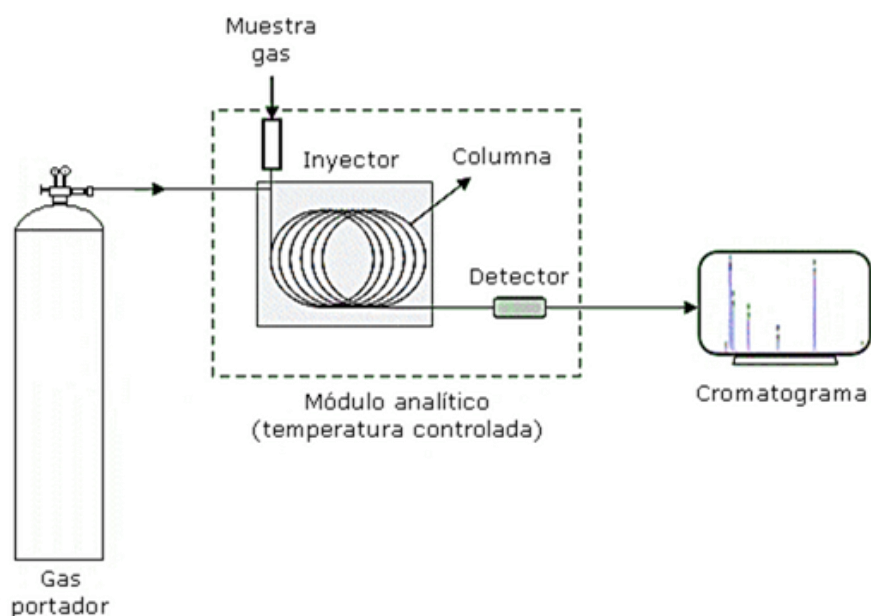 Muestra
gas
Inyector
Columna
Detector
Módulo analítico
(temperatura controlada)
Cromatograma
Gas
portador